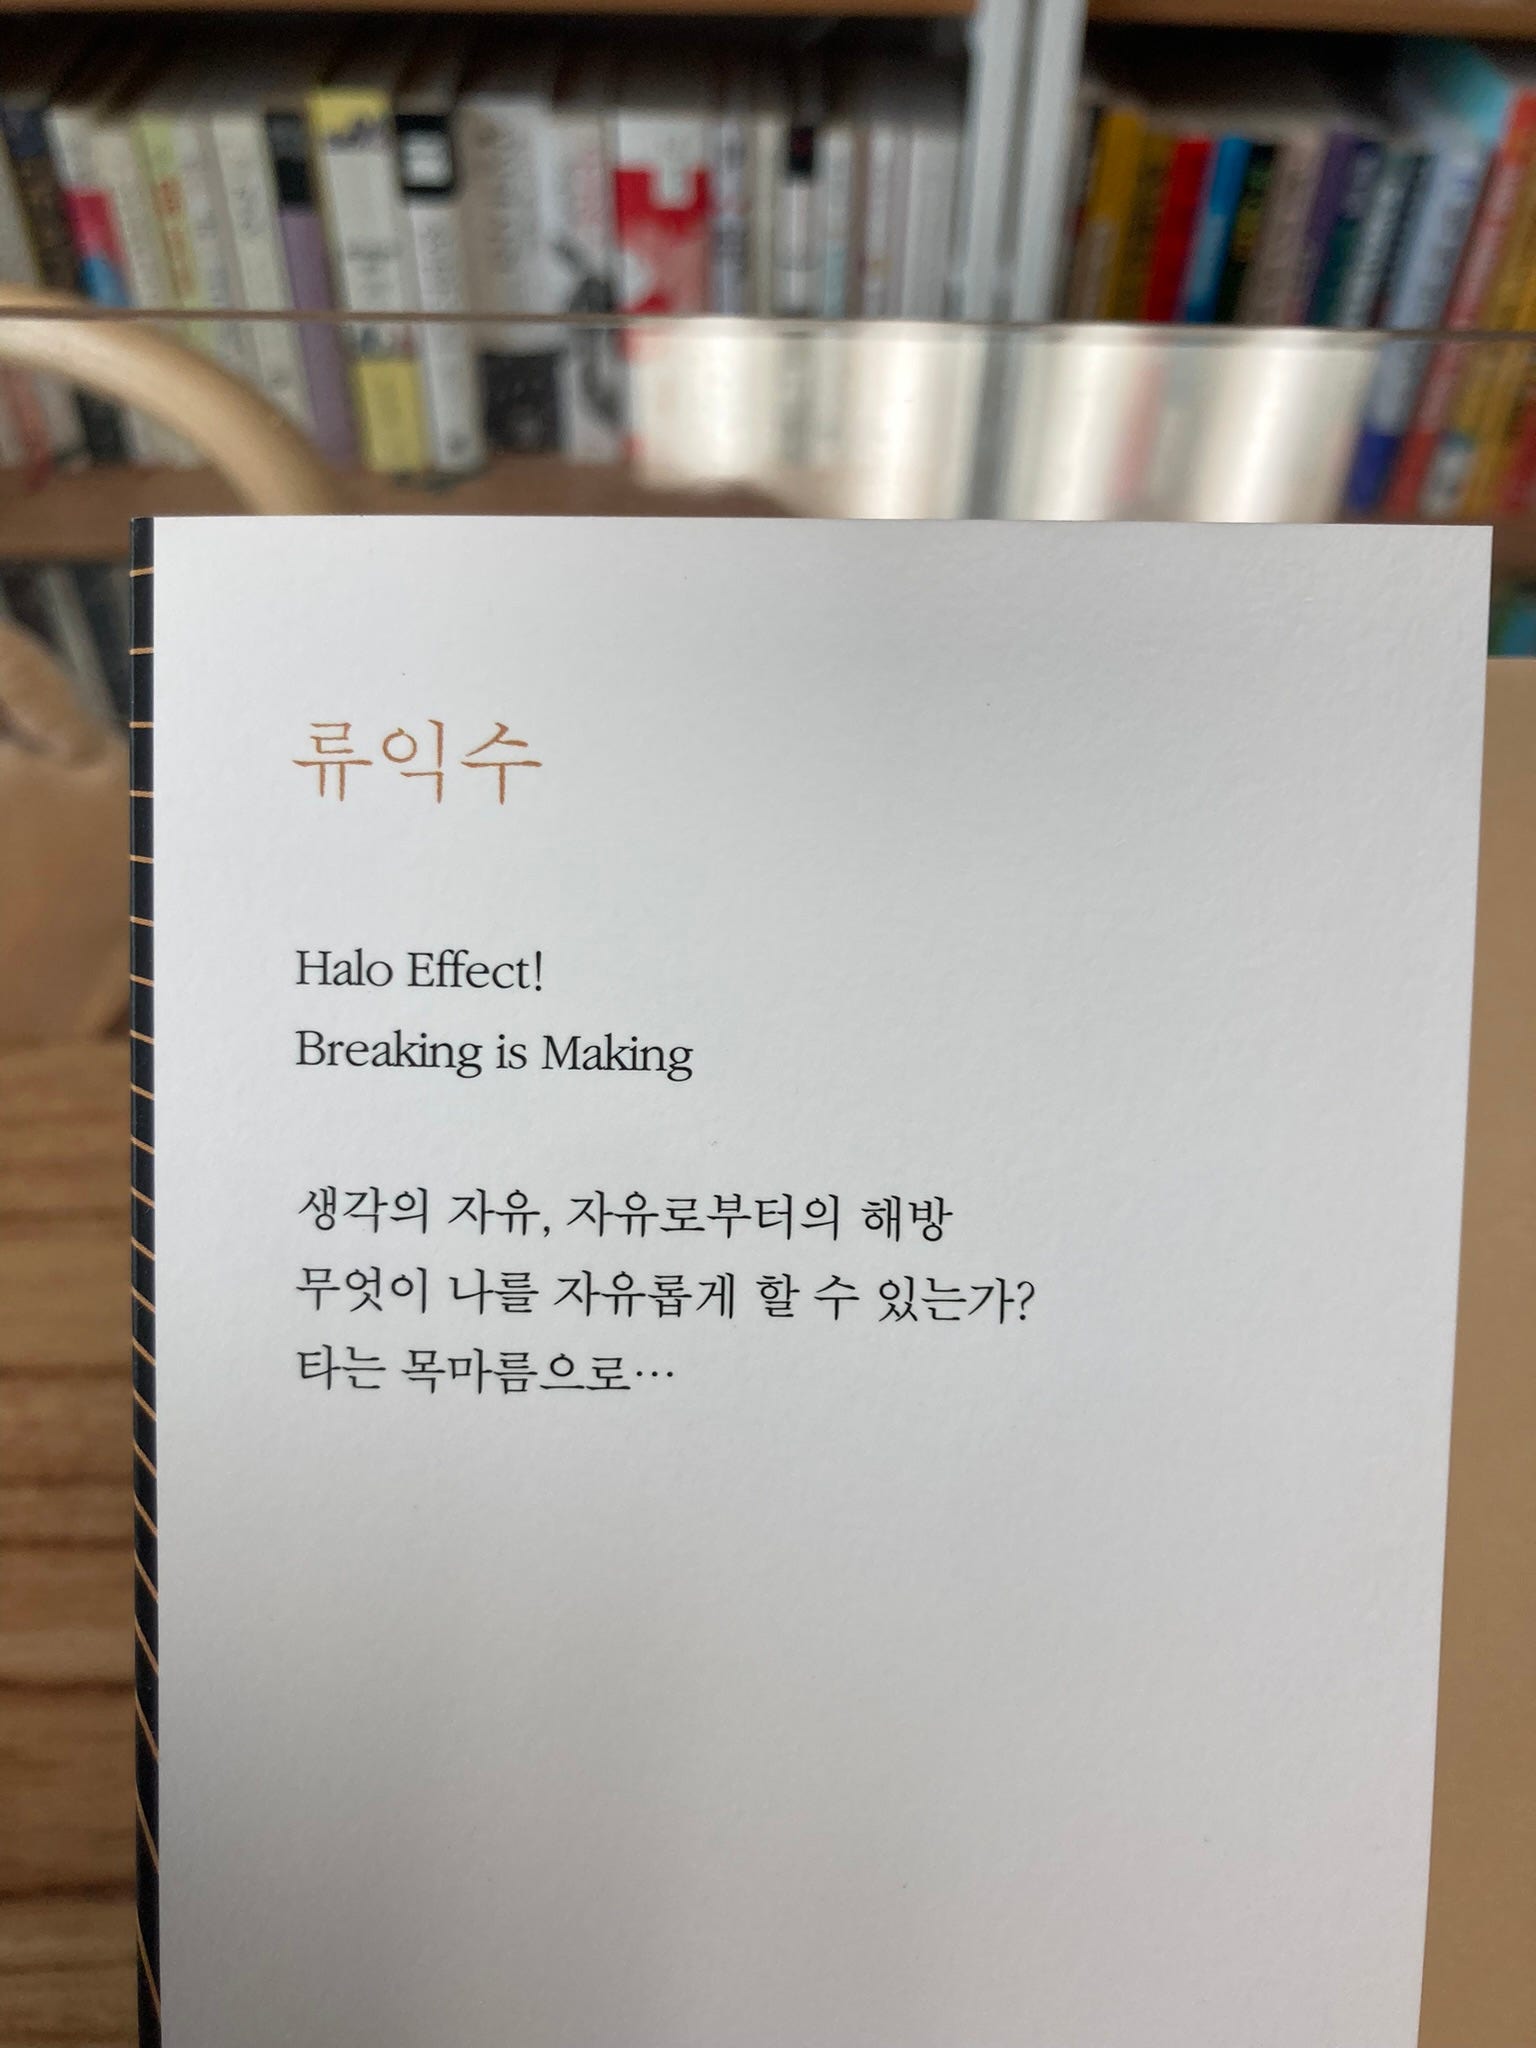 류익수
Halo Effect!
Breaking is Making
생각의 자유, 자유로부터의 해방
무엇이 나를 자유롭게 할 수 있는가?
타는 목마름으로…